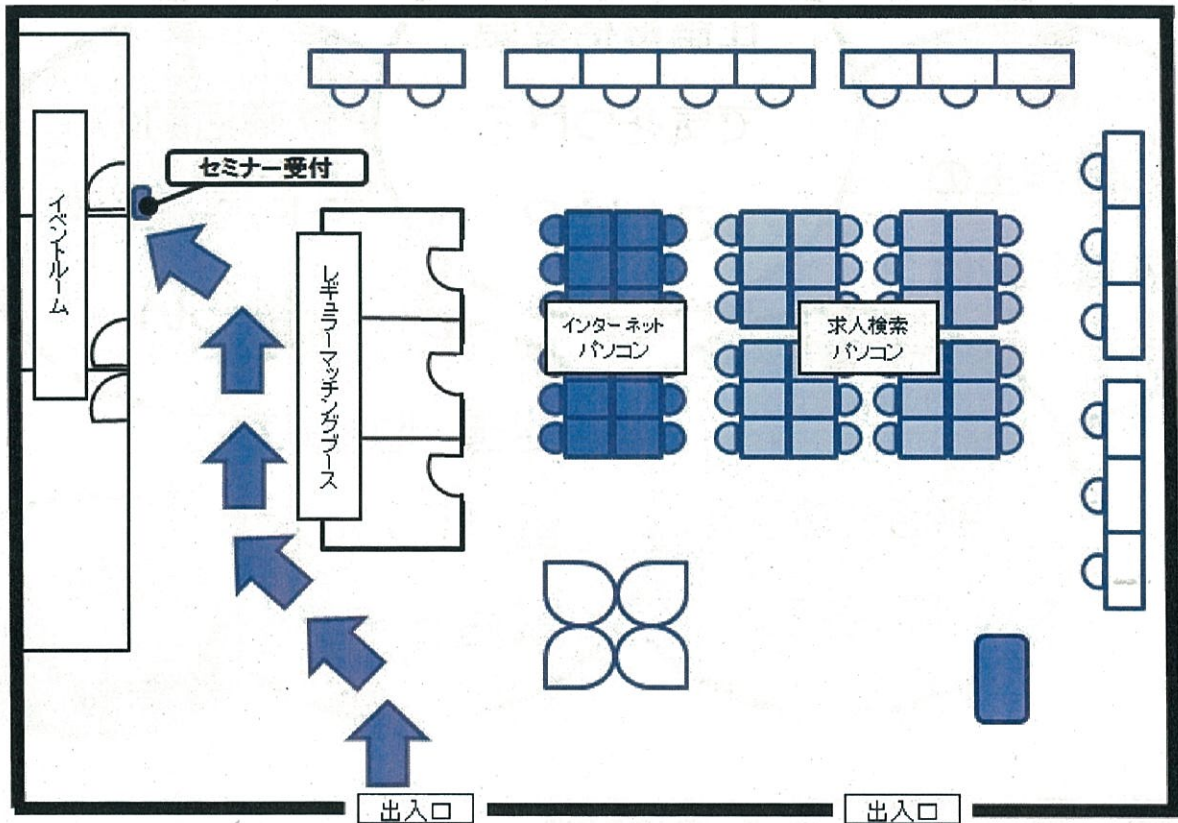 セミナー受付
イベントルーム
レギュラーマッチングブース
インターネット
パソコン
求人検索
パソコン
出入口
出入口